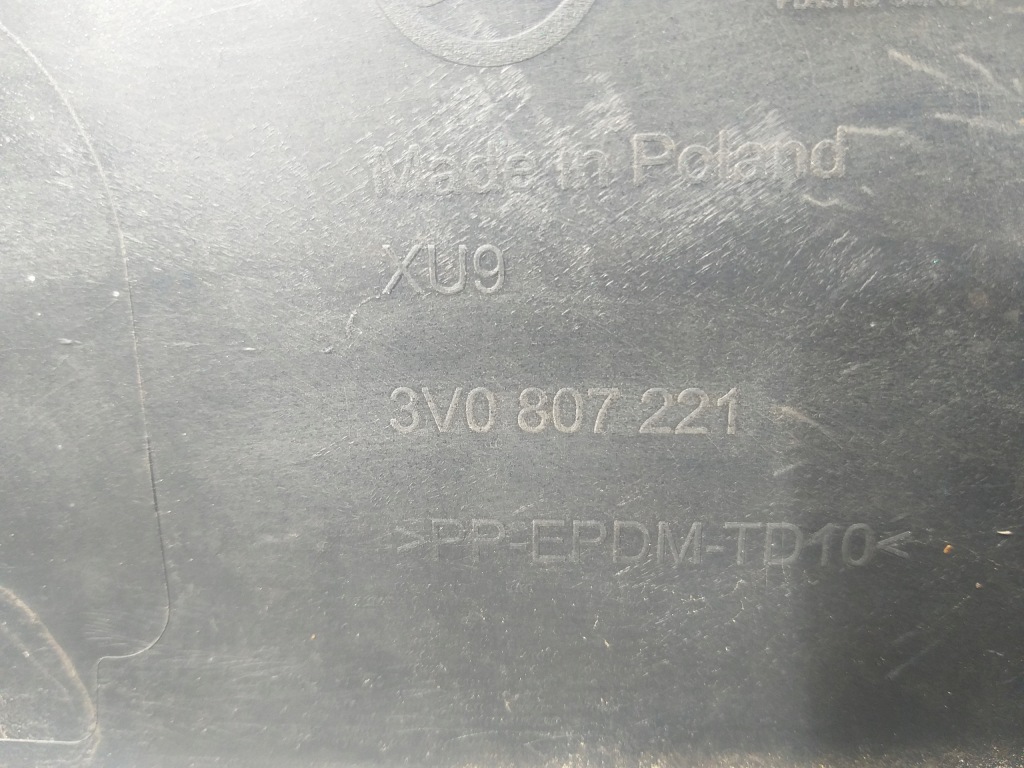 Made in Poland
XU9
3V0 807 221
>PP-EPDM-TD10<